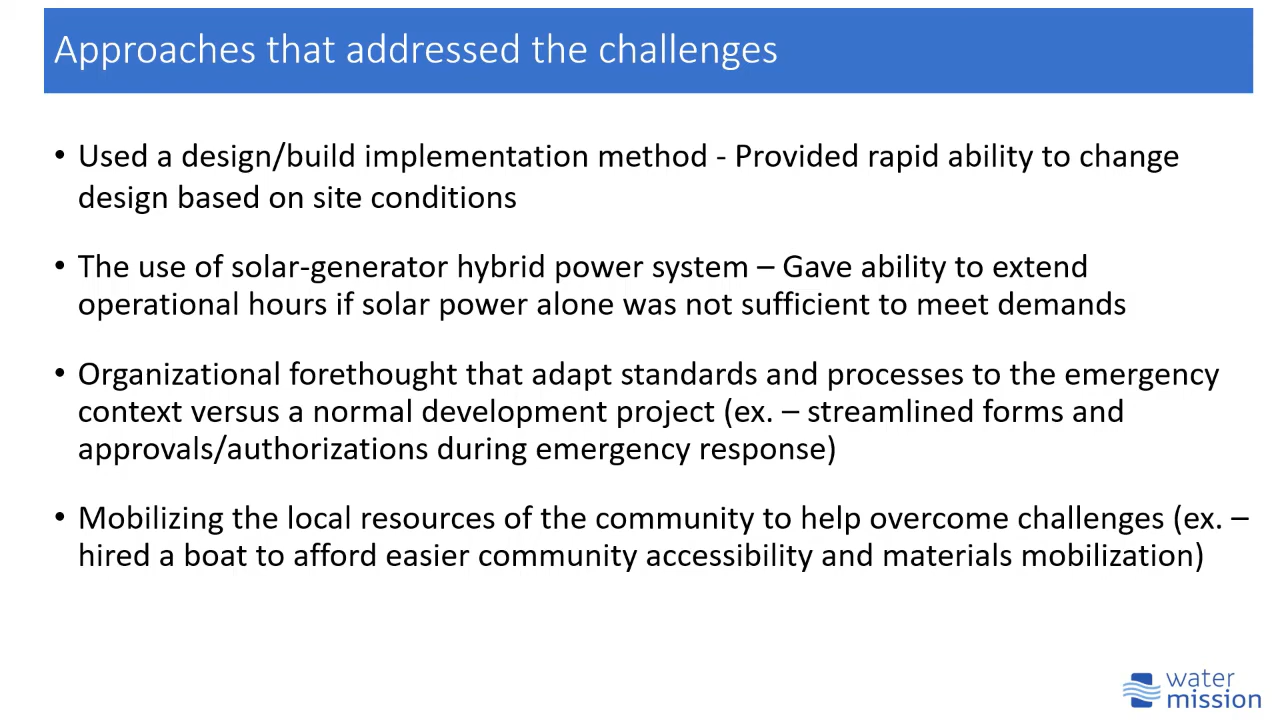 Approaches that addressed the challenges
• Used a design/build implementation method - Provided rapid ability to change
design based on site conditions
• The use of solar-generator hybrid power system – Gave ability to extend
operational hours if solar power alone was not sufficient to meet demands
• Organizational forethought that adapt standards and processes to the emergency
context versus a normal development project (ex. – streamlined forms and
approvals/authorizations during emergency response)
• Mobilizing the local resources of the community to help overcome challenges (ex. –
hired a boat to afford easier community accessibility and materials mobilization)
water
mission